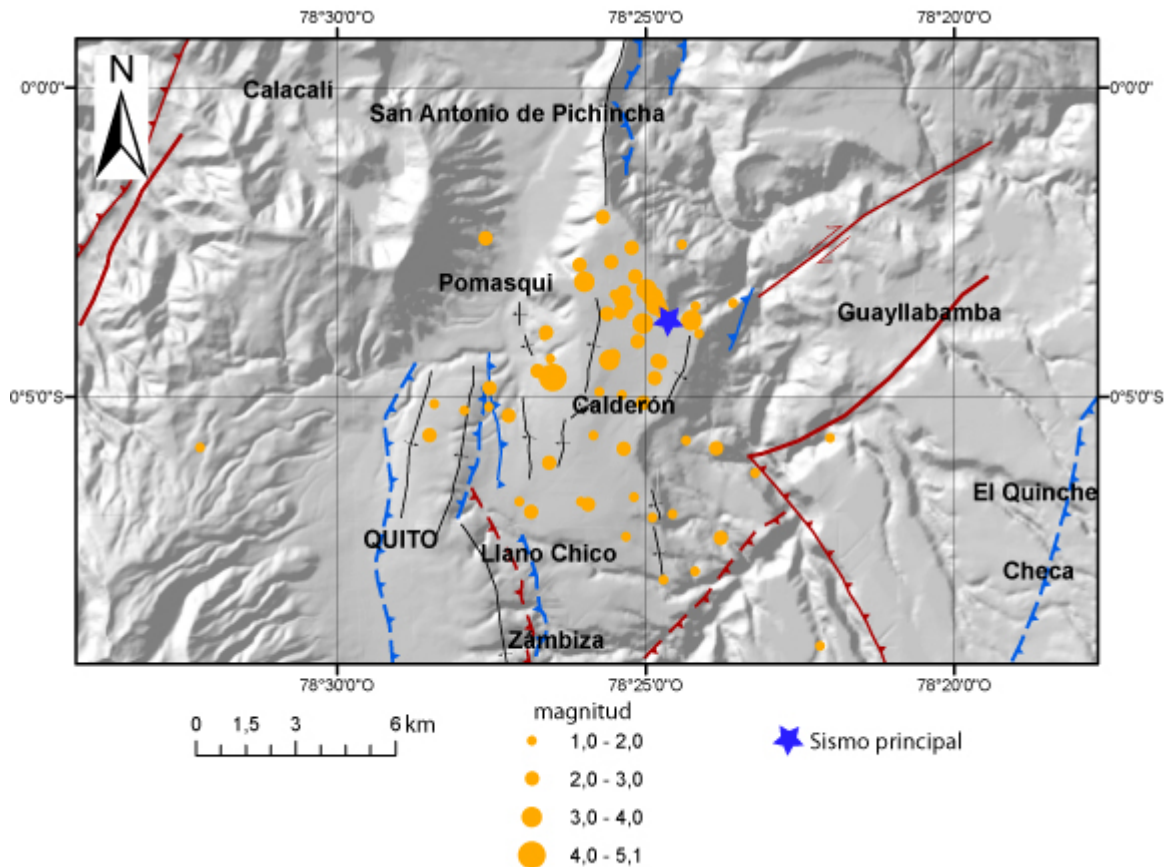 78°30'0"O 78°25'0"O 78°20'0"O
N
Calacalí
0°0'0" 0°0'0"
San Antonio de Pichincha
Pomasqui
Guayllabamba
0°5'0"S 0°5'0"S
Calderón
El Quinche
QUITO
Llano Chico
Checa
Zámbiza
78°30'0"O 78°25'0"O 78°20'0"O
0 1,5 3 6 km
magnitud
1,0 - 2,0
2,0 - 3,0
3,0 - 4,0
4,0 - 5,1
Sismo principal